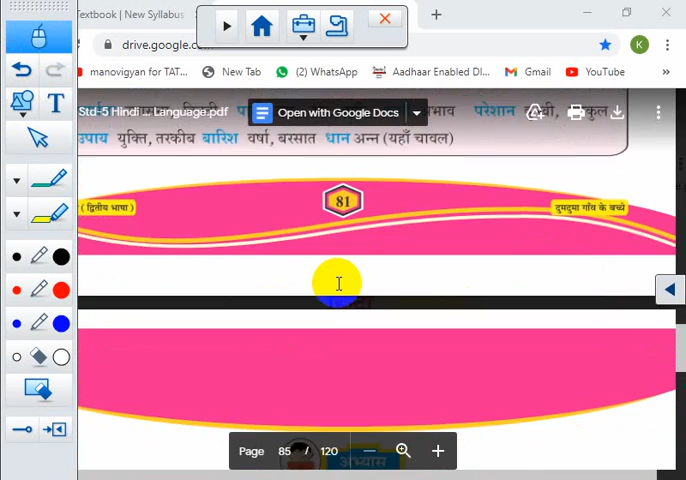 Textbook | New Syllabus
drive.google.co
manovigyan for TAT... New Tab (2) WhatsApp Aadhaar Enabled DI... Gmail YouTube
Std-5 Hindi ... Language.pdf Open with Google Docs
परेशान
उपाय युक्ति, तरकीब बारिश वर्षा, बरसात धान अन्न (यहाँ चावल)
(द्वितीय भाषा) 81 दुमदुमा गाँव के बच्चे
Page 85 / 120
अभ्यास
K
T